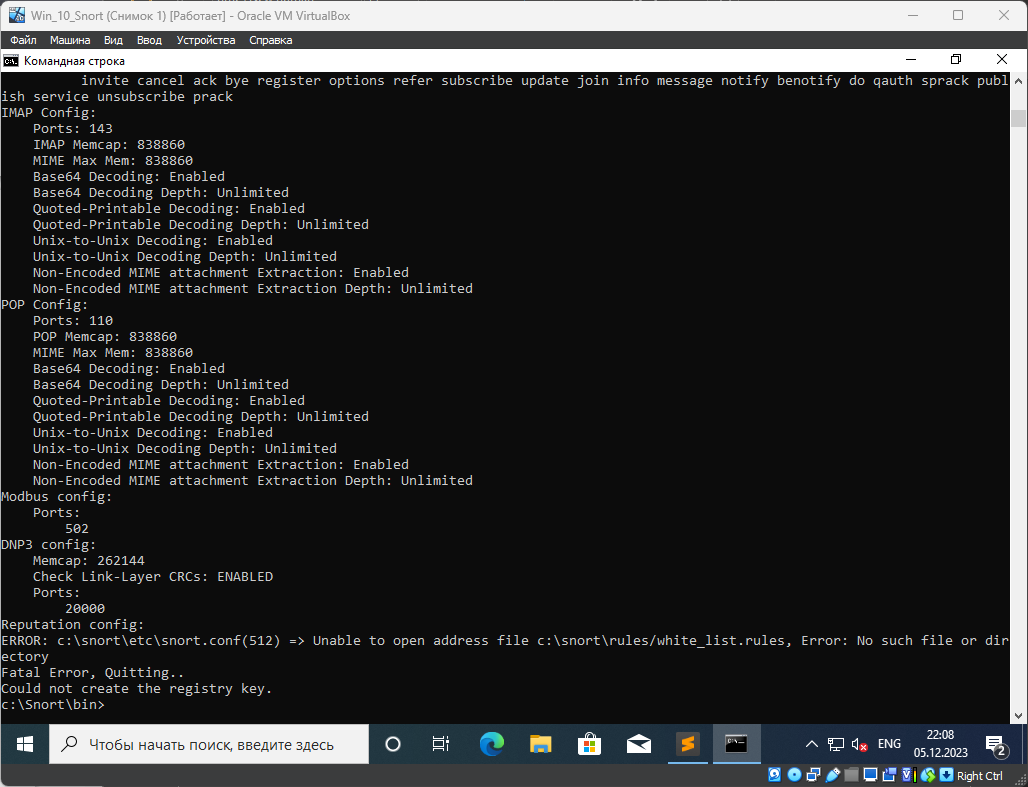 Win_10_Snort (Снимок 1) [Работает] - Oracle VM VirtualBox
Файл Машина Вид Ввод Устройства Справка
Командная строка
invite cancel ack bye register options refer subscribe update join info message notify benotify do qauth sprack publ
ish service unsubscribe prack
IMAP Config:
Ports: 143
IMAP Memcap: 838860
MIME Max Mem: 838860
Base64 Decoding: Enabled
Base64 Decoding Depth: Unlimited
Quoted-Printable Decoding: Enabled
Quoted-Printable Decoding Depth: Unlimited
Unix-to-Unix Decoding: Enabled
Unix-to-Unix Decoding Depth: Unlimited
Non-Encoded MIME attachment Extraction: Enabled
Non-Encoded MIME attachment Extraction Depth: Unlimited
POP Config:
Ports: 110
POP Memcap: 838860
MIME Max Mem: 838860
Base64 Decoding: Enabled
Base64 Decoding Depth: Unlimited
Quoted-Printable Decoding: Enabled
Quoted-Printable Decoding Depth: Unlimited
Unix-to-Unix Decoding: Enabled
Unix-to-Unix Decoding Depth: Unlimited
Non-Encoded MIME attachment Extraction: Enabled
Non-Encoded MIME attachment Extraction Depth: Unlimited
Modbus config:
Ports:
502
DNP3 config:
Memcap: 262144
Check Link-Layer CRCs: ENABLED
Ports:
20000
Reputation config:
ERROR: c:\snort\etc\snort.conf(512) => Unable to open address file c:\snort\rules/white_list.rules, Error: No such file or dir
ectory
Fatal Error, Quitting..
Could not create the registry key.
c:\Snort\bin>
Чтобы начать поиск, введите здесь
ENG
22:08
05.12.2023
2
Right Ctrl